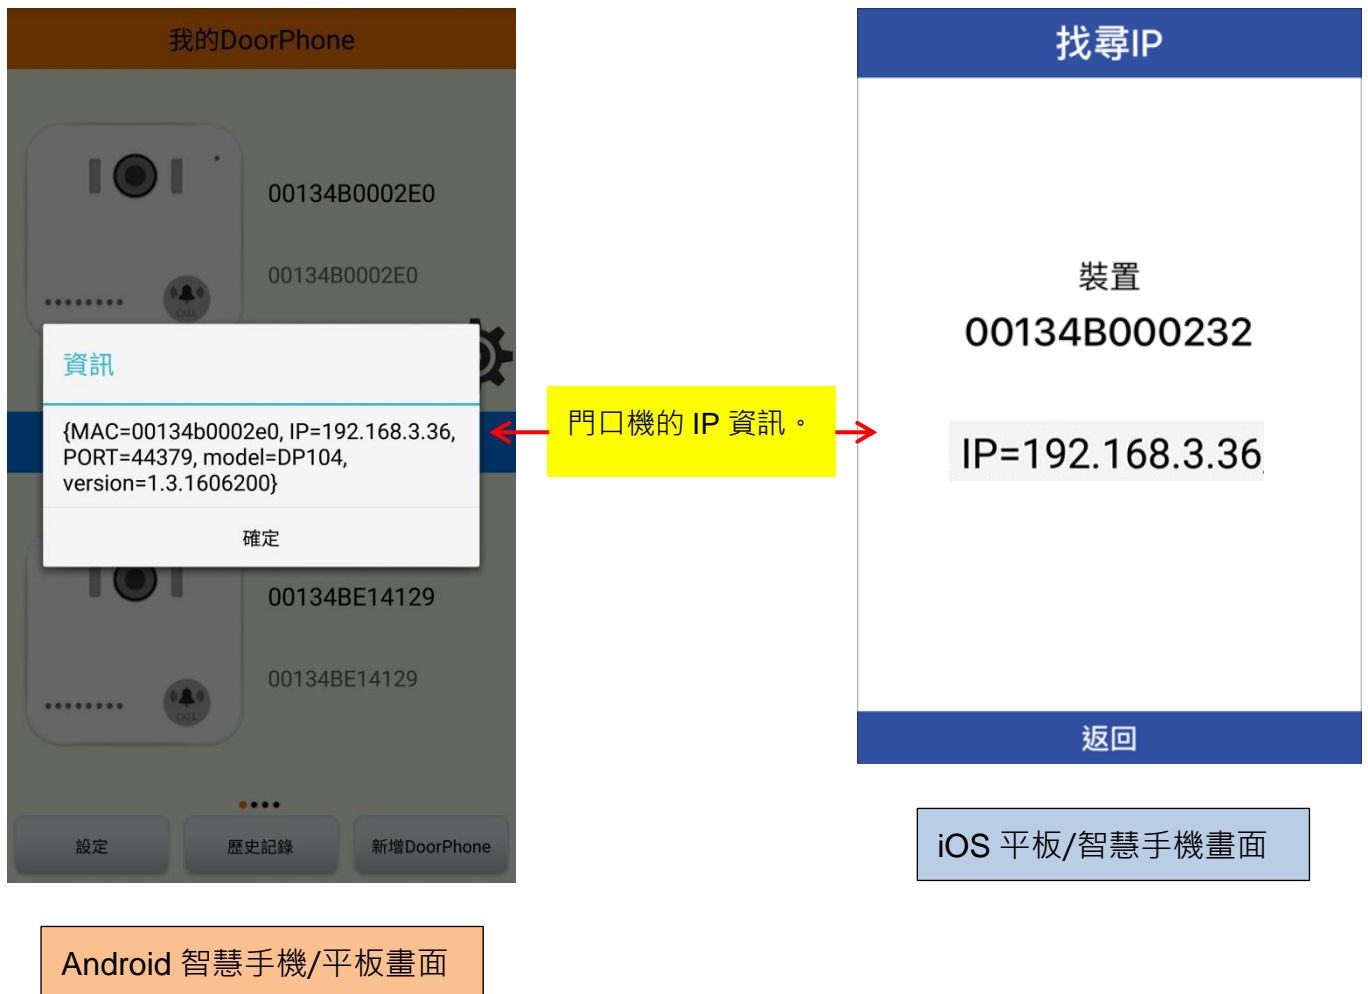 我的DoorPhone
00134B0002E0
00134B0002E0
CALL
資訊
{MAC=00134b0002e0, IP=192.168.3.36,
PORT=44379, model=DP104,
version=1.3.1606200}
確定
00134BE14129
00134BE14129
CALL
設定
歷史記錄
新增DoorPhone
Android 智慧手機/平板畫面
門口機的 IP 資訊。
找尋IP
裝置
00134B000232
IP=192.168.3.36,
返回
iOS 平板/智慧手機畫面